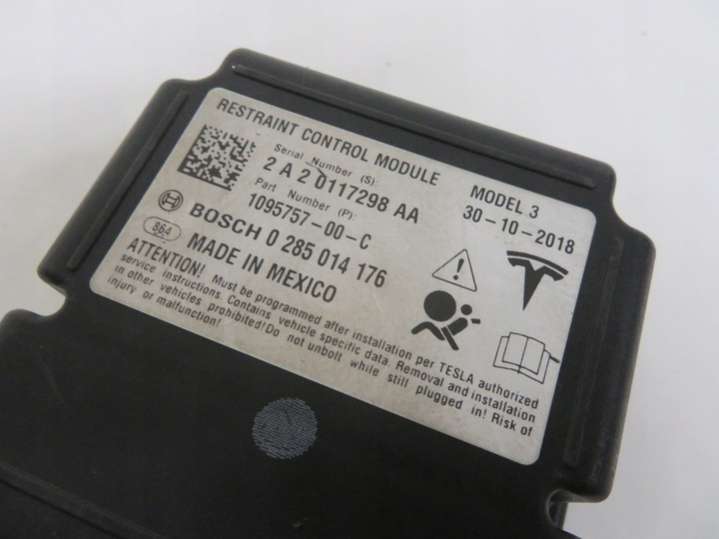 RESTRAINT CONTROL MODULE
Serial Number (S):
2 A 2 0117298 AA
Part Number (P):
1095757-00-C
MODEL 3
30-10-2018
BOSCH 0 285 014 176
864
MADE IN MEXICO
ATTENTION! Must be programmed after installation per TESLA authorized
service instructions. Contains vehicle specific data. Removal and installation
in other vehicles prohibited! Do not unbolt while still plugged in! Risk of
injury or malfunction!